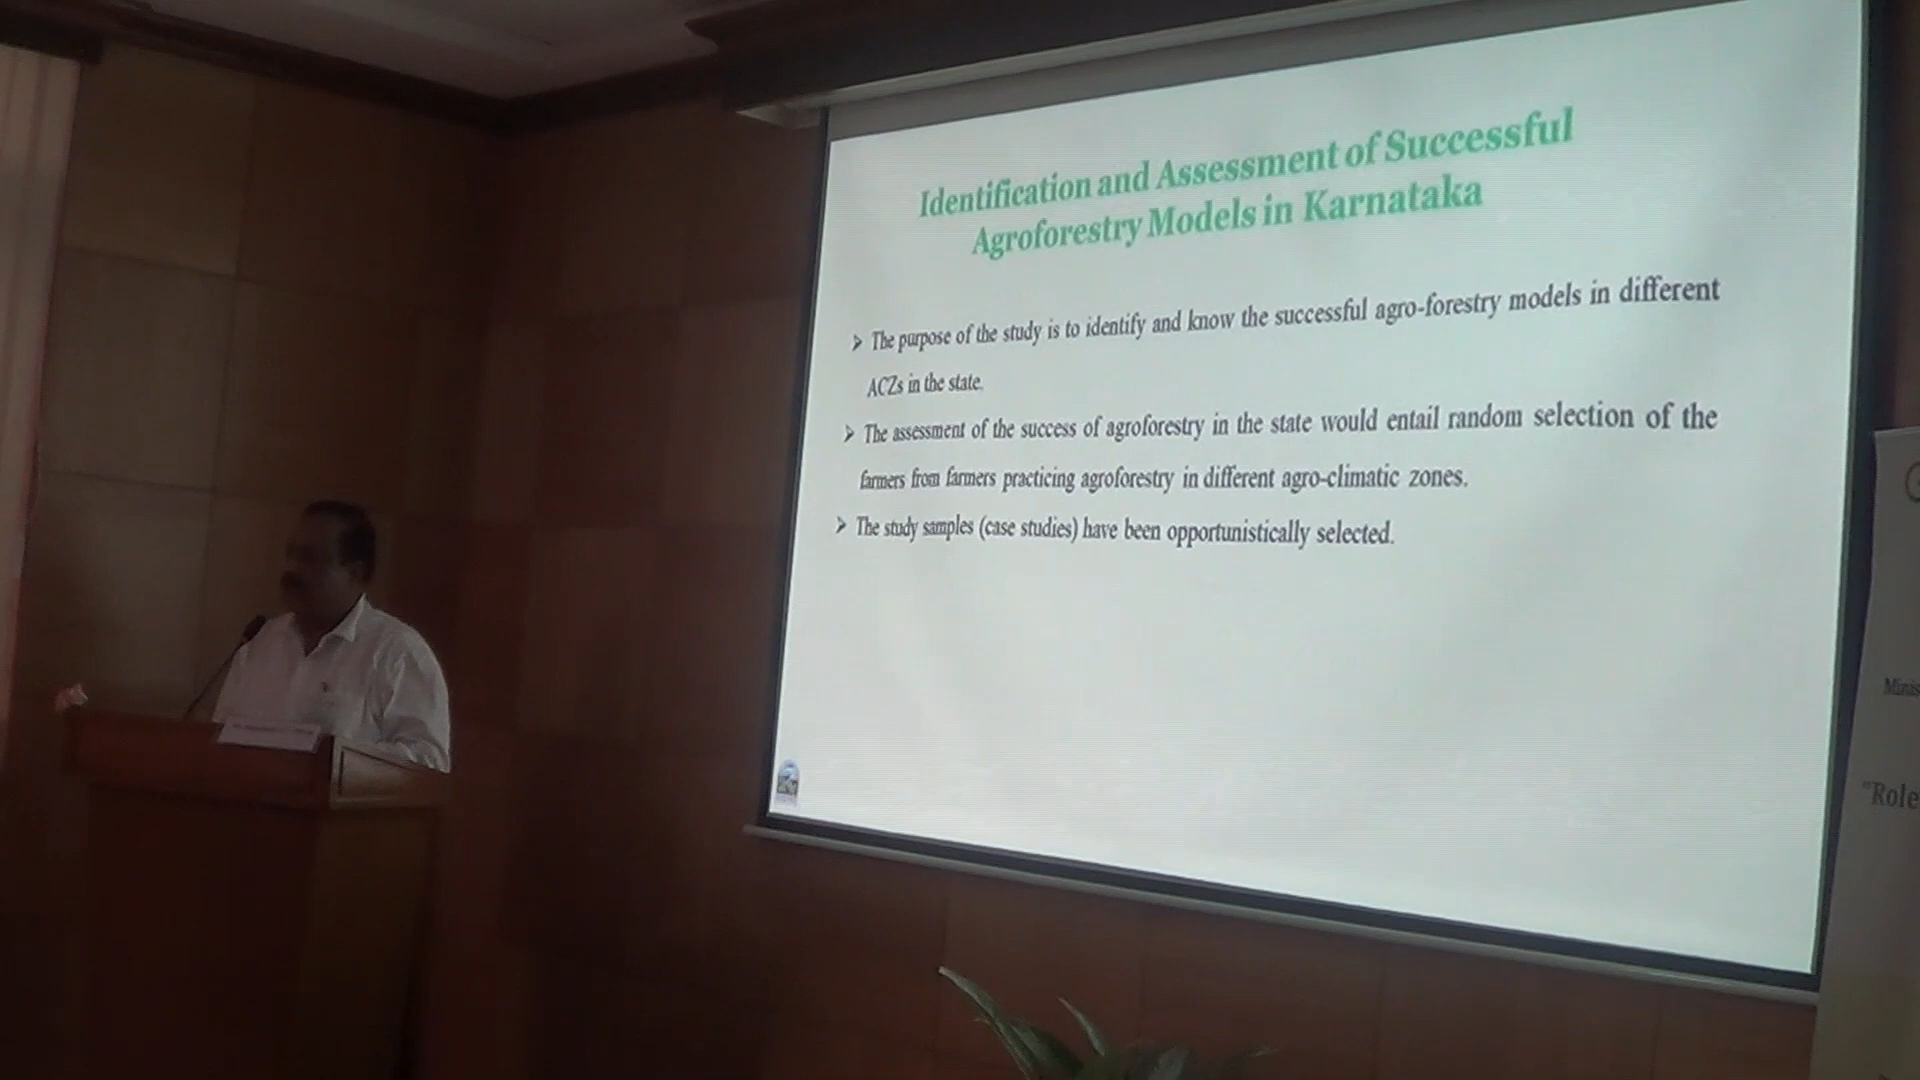 Identification and Assessment of Successful
Agroforestry Models in Karnataka
➤ The purpose of the study is to identify and know the successful agro-forestry models in different
ACZs in the state.
➤ The assessment of the success of agroforestry in the state would entail random selection of the
farmers from farmers practicing agroforestry in different agro-climatic zones.
➤ The study samples (case studies) have been opportunistically selected.
Minis
"Role